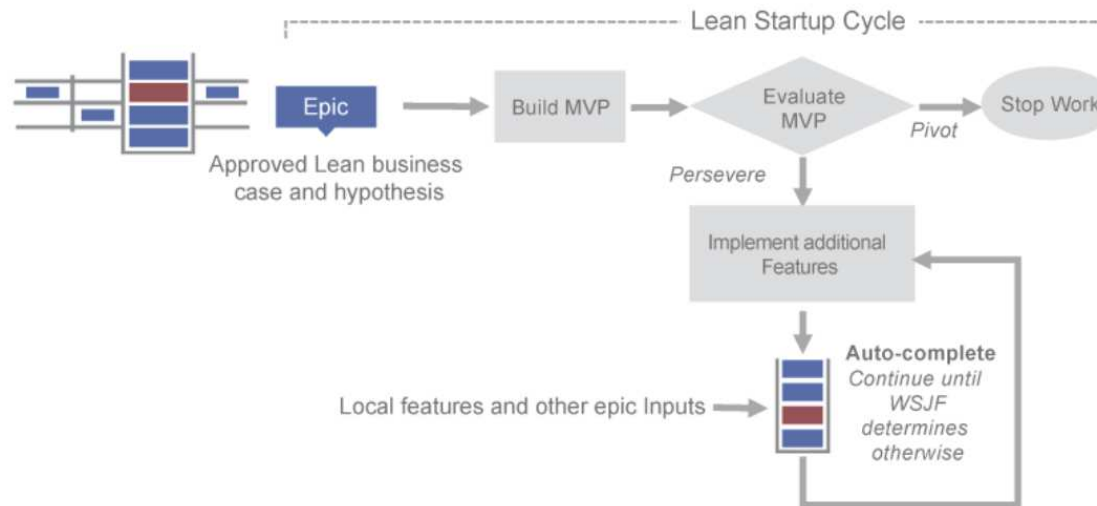 Lean Startup Cycle
Epic
Build MVP
Evaluate
MVP
Pivot
Stop Work
Approved Lean business
case and hypothesis
Persevere
Implement additional
Features
Auto-complete
Continue until
WSJF
determines
otherwise
Local features and other epic Inputs